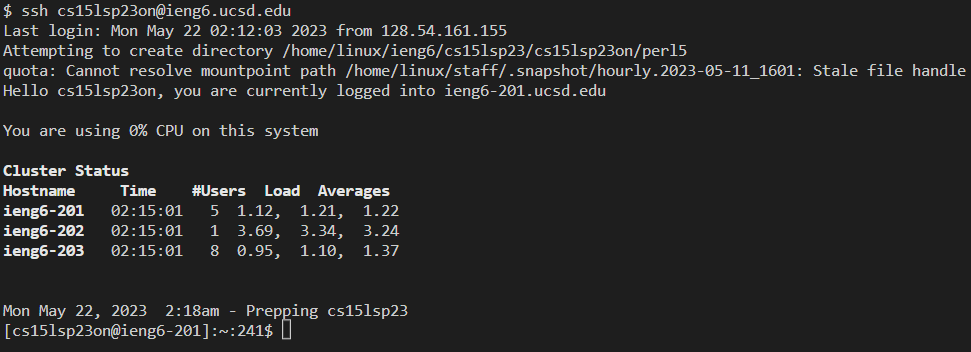 $ ssh cs15lsp23on@ieng6.ucsd.edu
Last login: Mon May 22 02:12:03 2023 from 128.54.161.155
Attempting to create directory /home/linux/ieng6/cs15lsp23/cs15lsp23on/perl5
quota: Cannot resolve mountpoint path /home/linux/staff/.snapshot/hourly.2023-05-11_1601: Stale file handle
Hello cs15lsp23on, you are currently logged into ieng6-201.ucsd.edu
You are using 0% CPU on this system
Cluster Status
Hostname     Time    #Users  Load  Averages
ieng6-201   02:15:01   5  1.12,  1.21,  1.22
ieng6-202   02:15:01   1  3.69,  3.34,  3.24
ieng6-203   02:15:01   8  0.95,  1.10,  1.37
Mon May 22, 2023  2:18am - Prepping cs15lsp23
[cs15lsp23on@ieng6-201]:~:241$